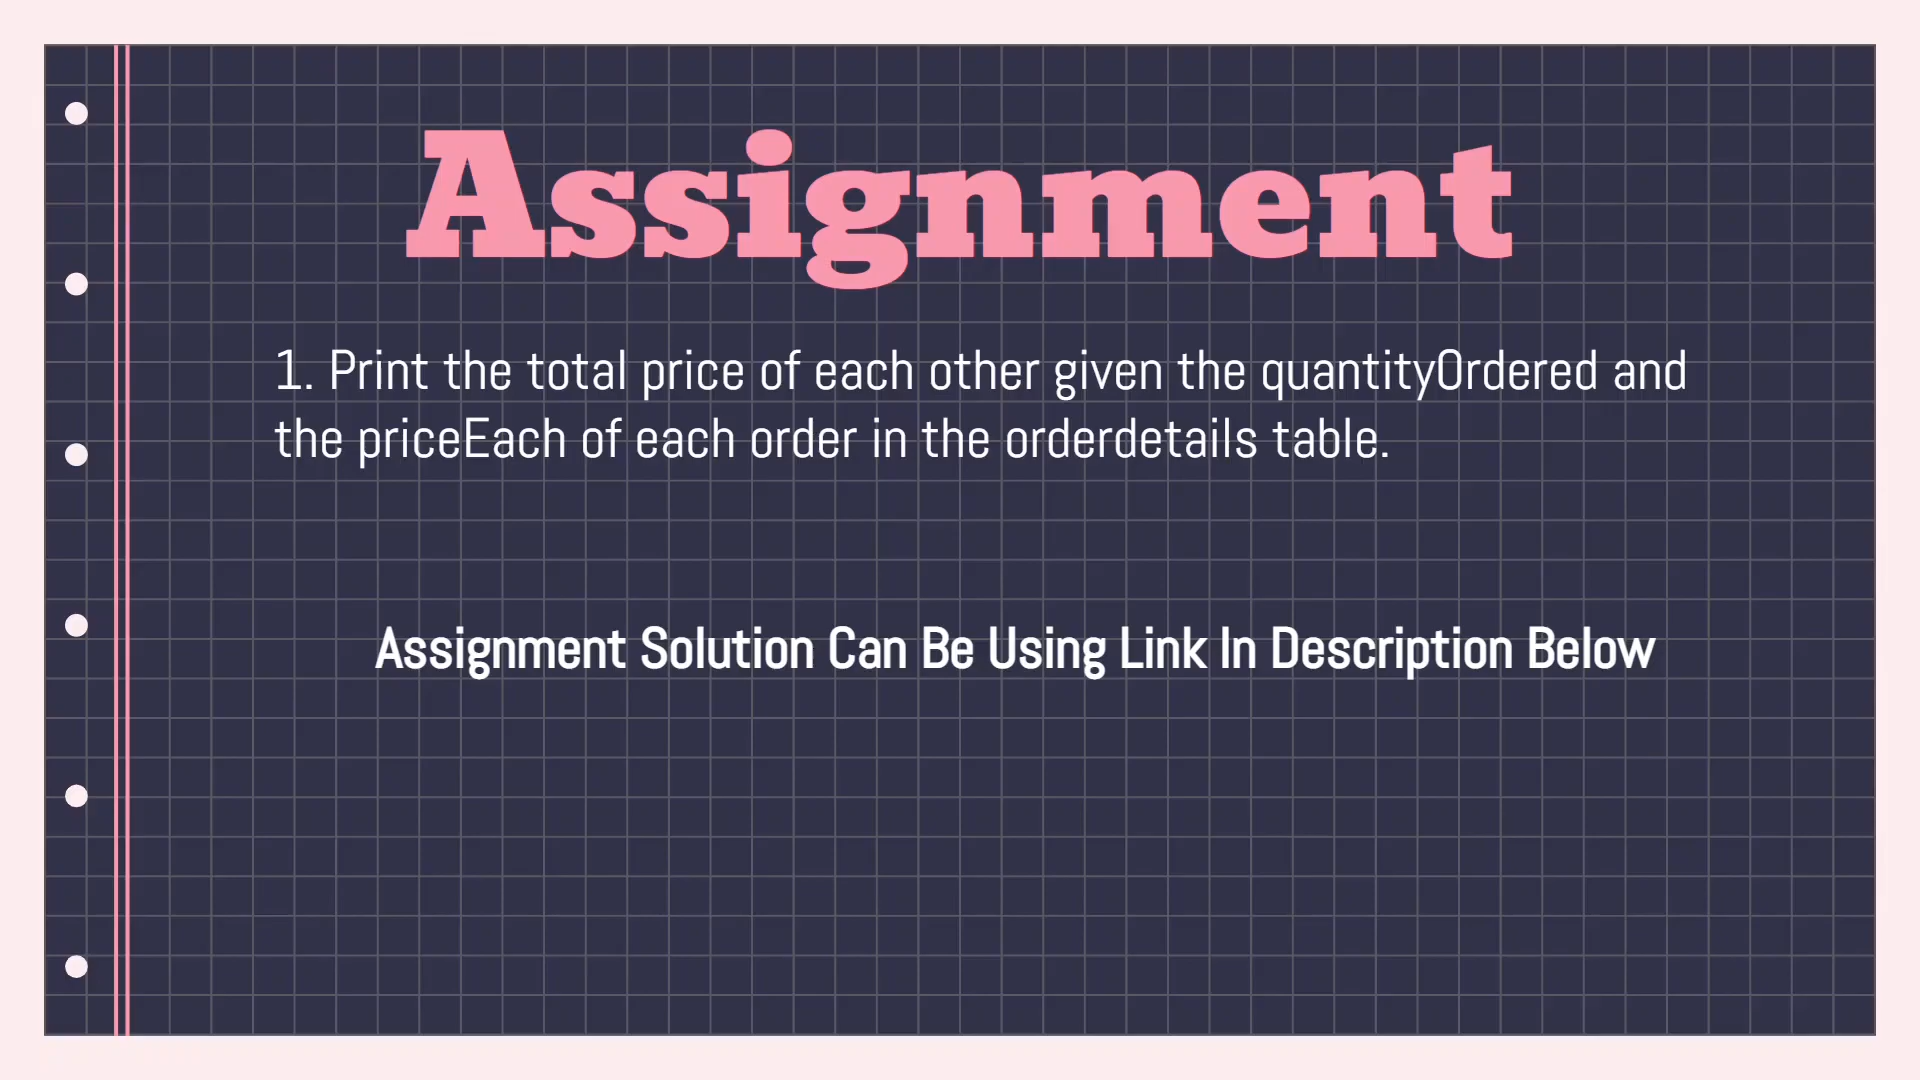 Assignment
1. Print the total price of each other given the quantityOrdered and
the priceEach of each order in the orderdetails table.
Assignment Solution Can Be Using Link In Description Below